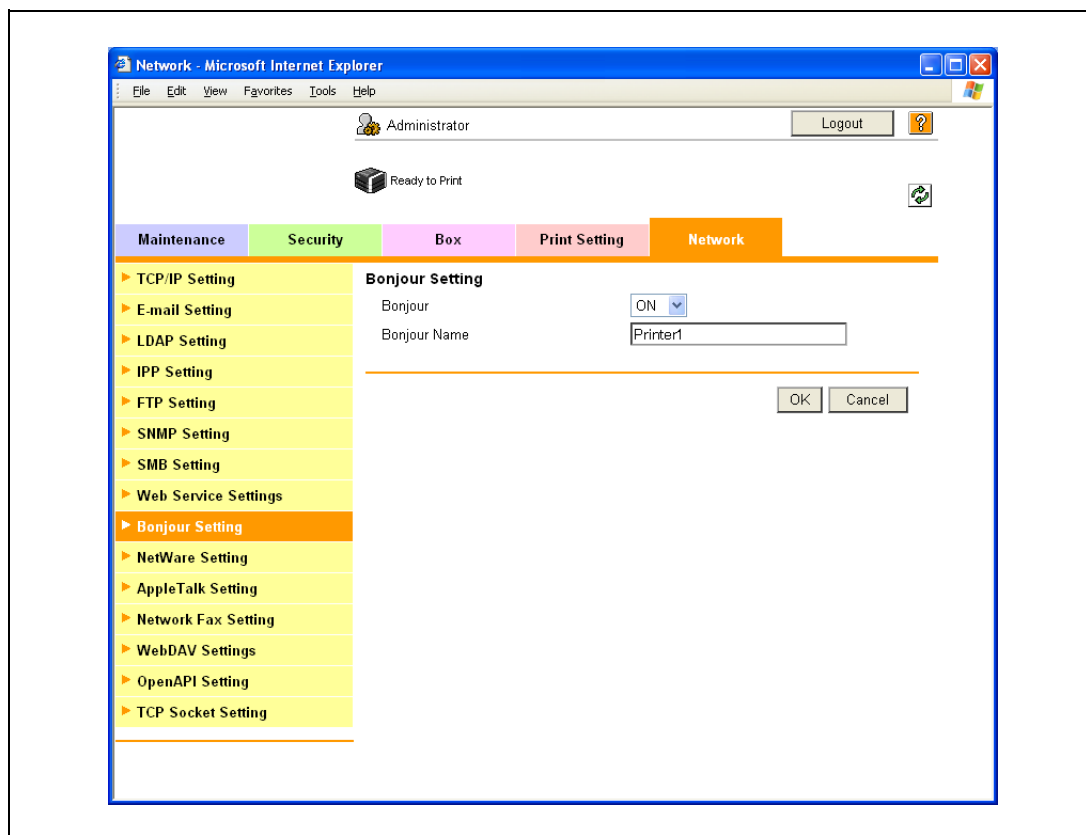 Network - Microsoft Internet Explorer
File Edit View Favorites Tools Help
Administrator Logout ?
Ready to Print
Maintenance Security Box Print Setting Network
TCP/IP Setting
E-mail Setting
LDAP Setting
IPP Setting
FTP Setting
SNMP Setting
SMB Setting
Web Service Settings
Bonjour Setting
NetWare Setting
AppleTalk Setting
Network Fax Setting
WebDAV Settings
OpenAPI Setting
TCP Socket Setting
Bonjour Setting
Bonjour ON
Bonjour Name Printer1
OK Cancel